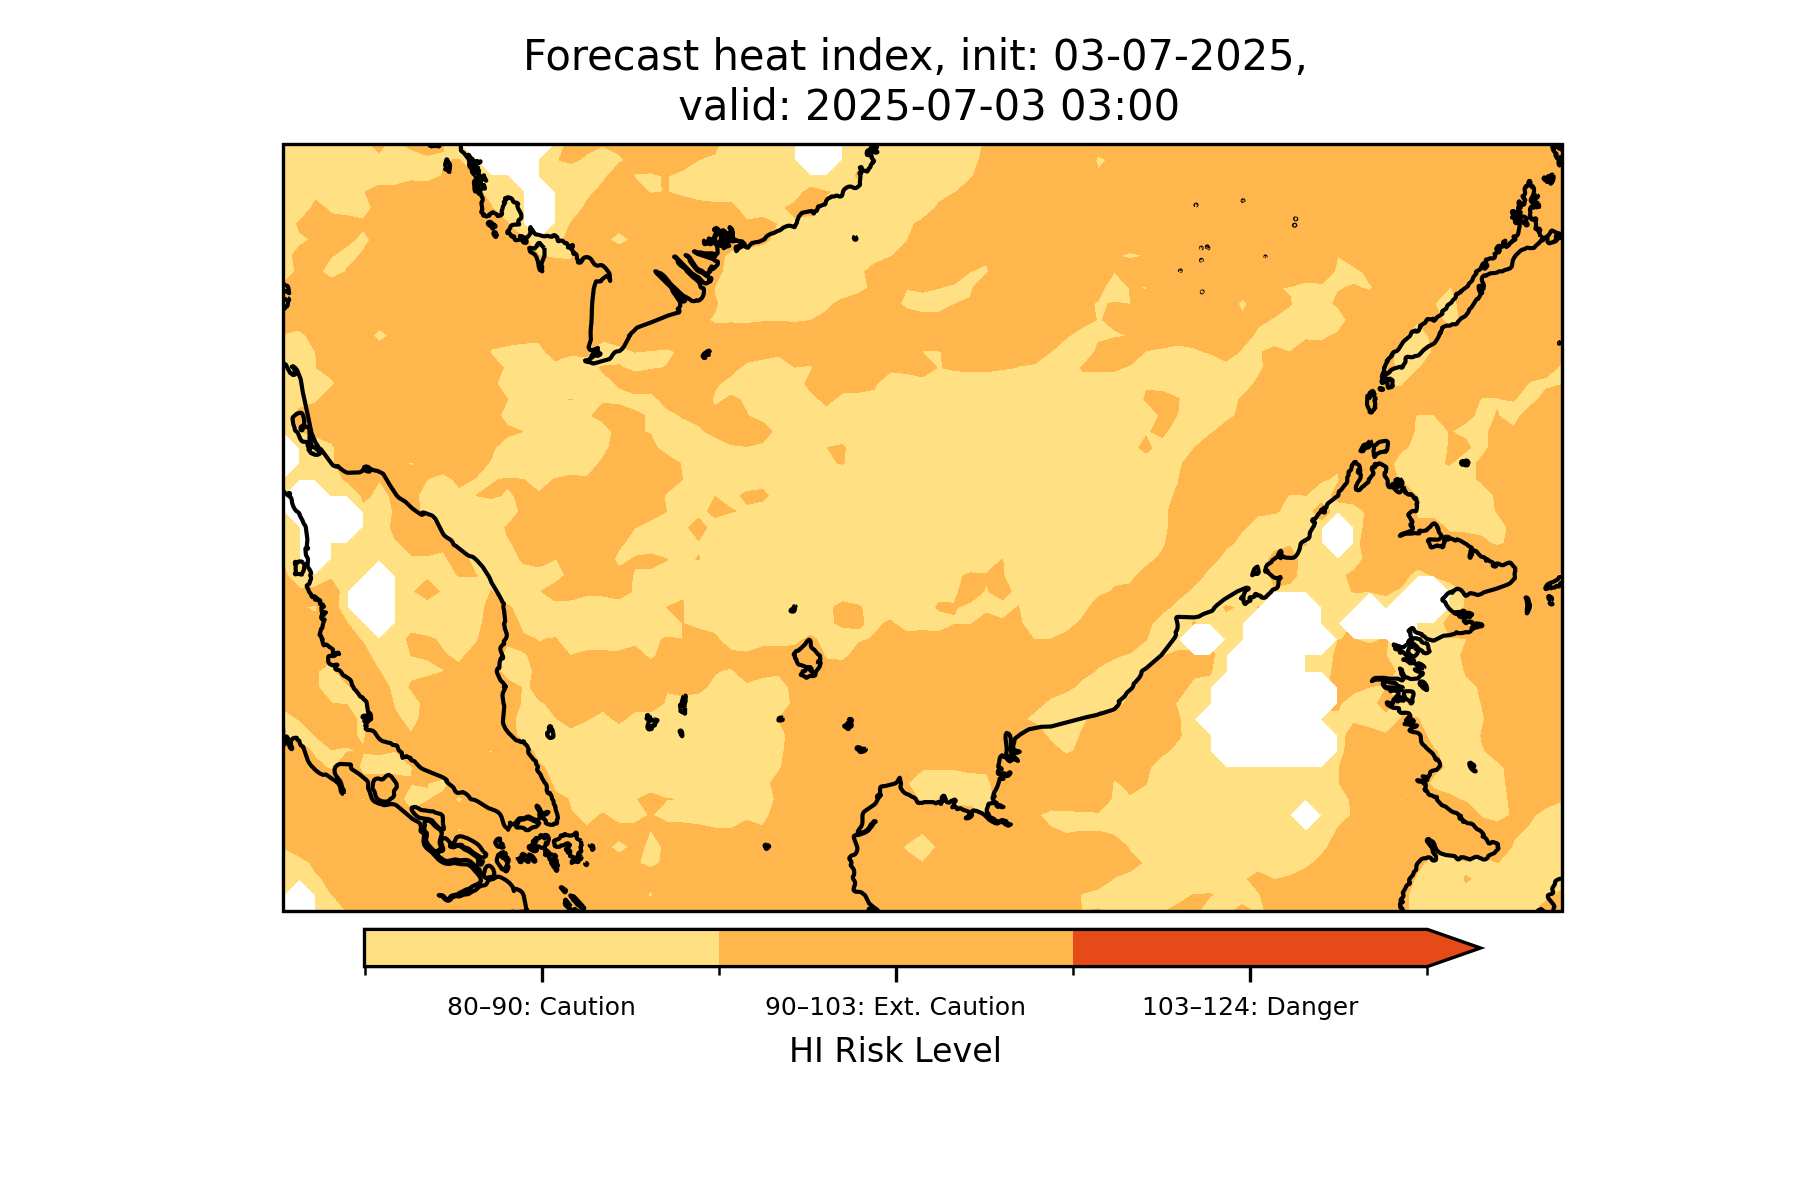 Forecast heat index, init: 03-07-2025,
valid: 2025-07-03 03:00
80–90: Caution
90–103: Ext. Caution
103–124: Danger
HI Risk Level